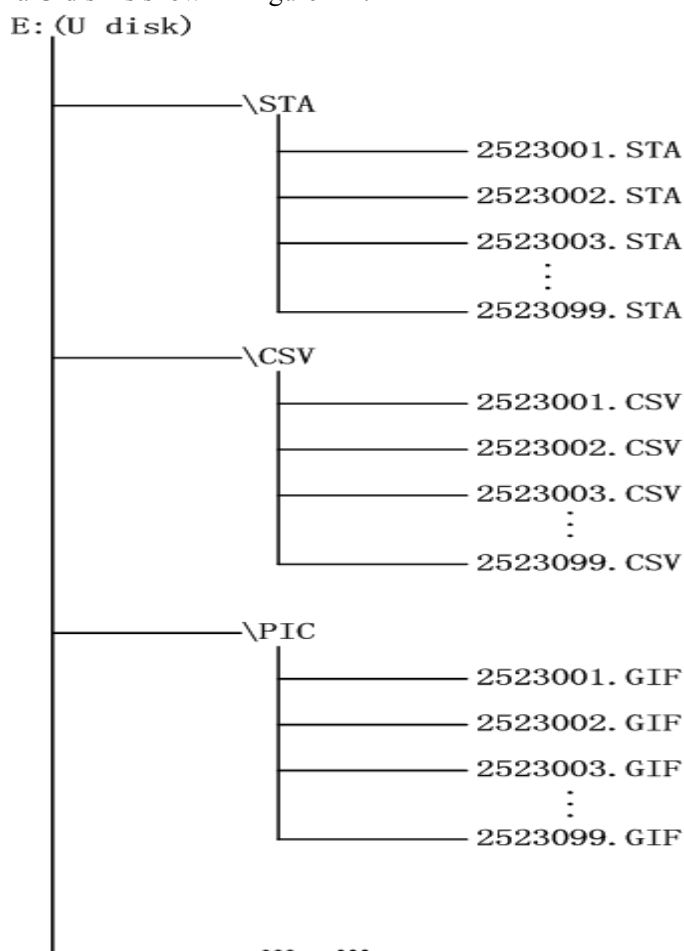 E:(U disk)
\STA
2523001.STA
2523002.STA
2523003.STA
⋮
2523099.STA
\CSV
2523001.CSV
2523002.CSV
2523003.CSV
⋮
2523099.CSV
\PIC
2523001.GIF
2523002.GIF
2523003.GIF
⋮
2523099.GIF